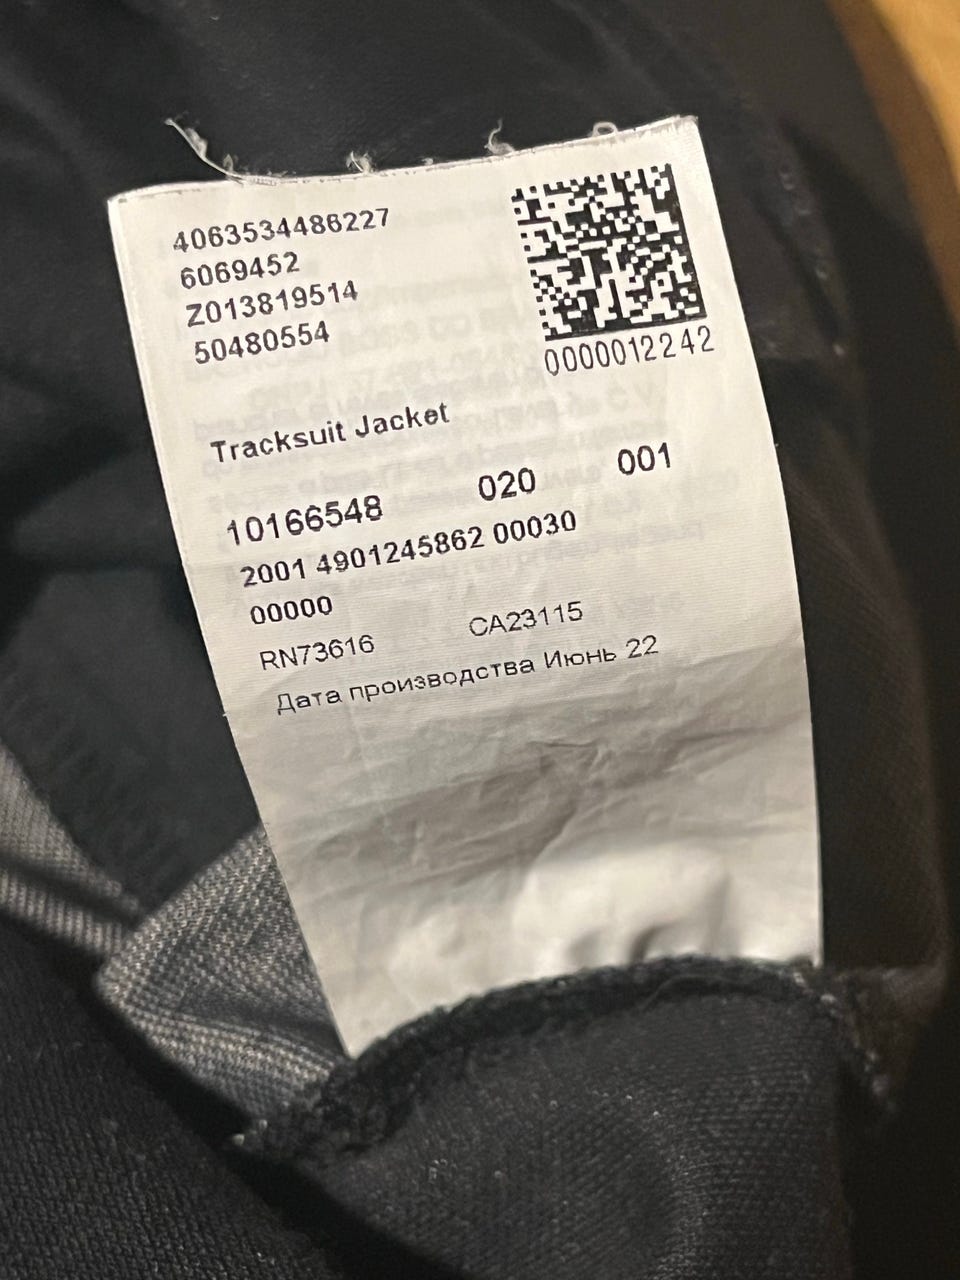 4063534486227
6069452
Z013819514
50480554
0000012242
Tracksuit Jacket
10166548 020 001
2001 4901245862 00030
00000
RN73616 CA23115
Дата производства Июнь 22